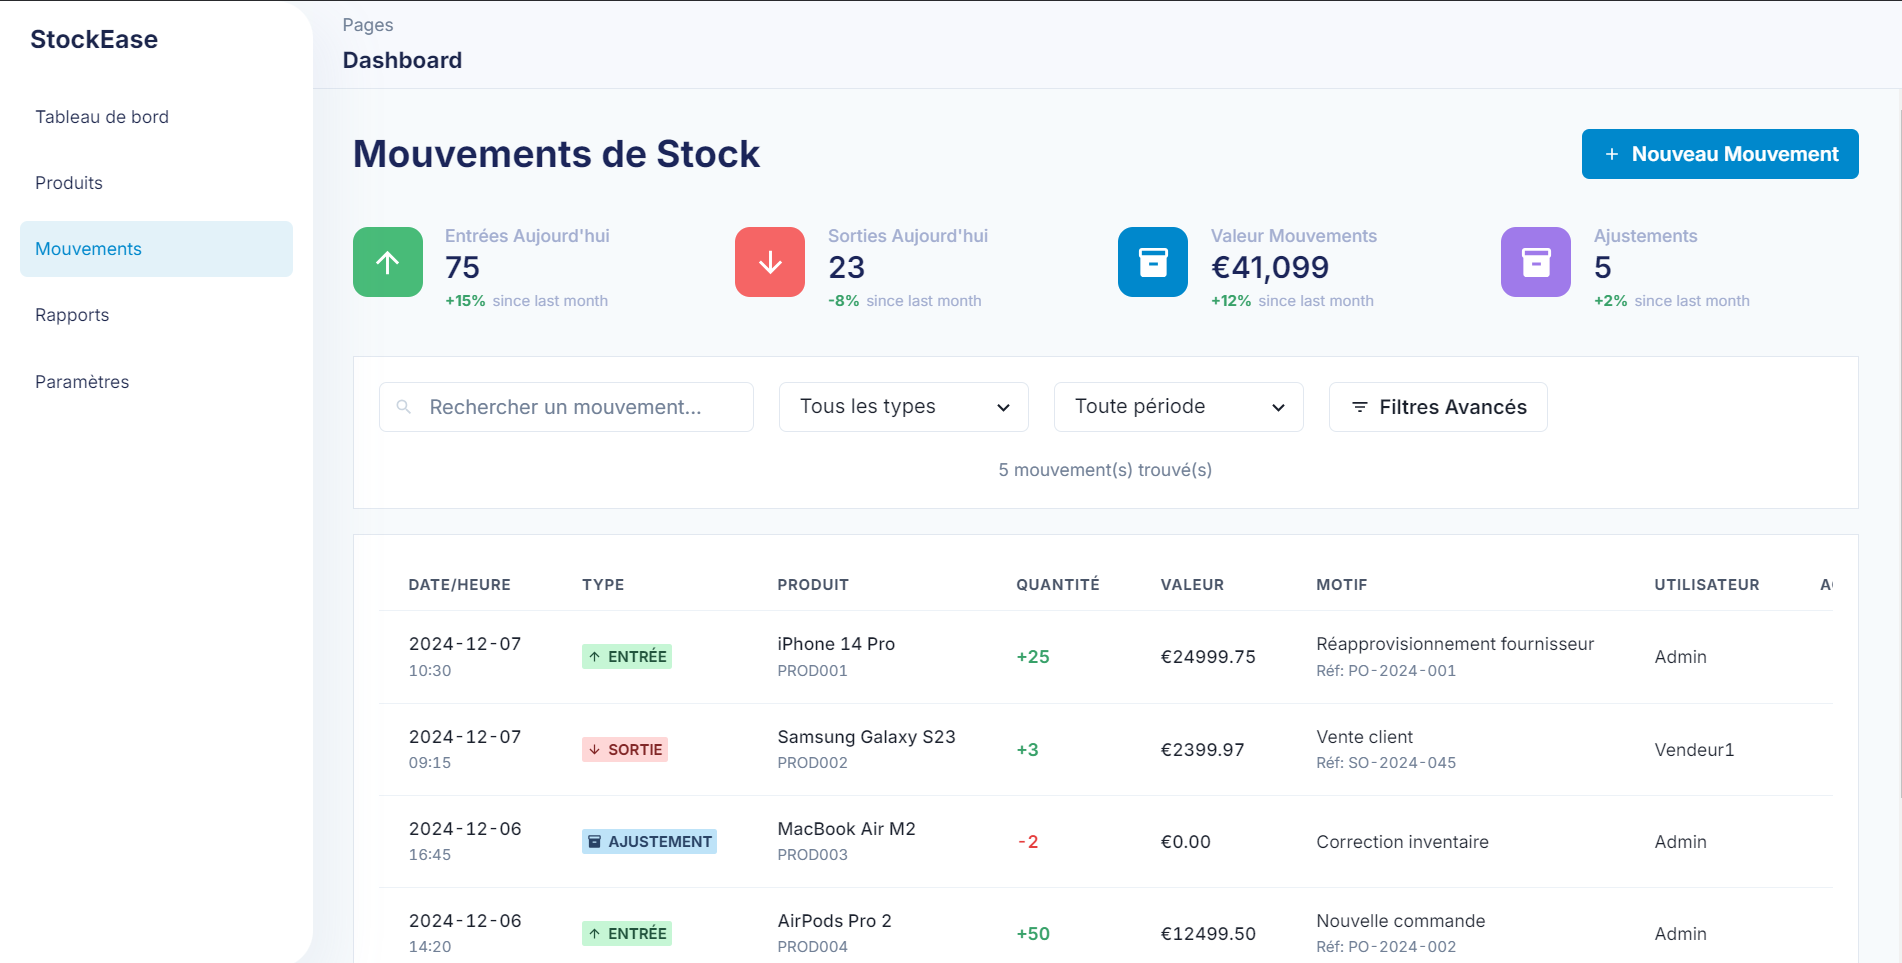 StockEase
Tableau de bord
Produits
Mouvements
Rapports
Paramètres
Pages
Dashboard
Mouvements de Stock
+ Nouveau Mouvement
Entrées Aujourd'hui
75
+15% since last month
Sorties Aujourd'hui
23
-8% since last month
Valeur Mouvements
€41,099
+12% since last month
Ajustements
5
+2% since last month
Rechercher un mouvement...
Tous les types
Toute période
Filtres Avancés
5 mouvement(s) trouvé(s)
DATE/HEURE TYPE PRODUIT QUANTITÉ VALEUR MOTIF UTILISATEUR
2024-12-07
10:30
ENTRÉE
iPhone 14 Pro
PROD001
+25
€24999.75
Réapprovisionnement fournisseur
Réf: PO-2024-001
Admin
2024-12-07
09:15
SORTIE
Samsung Galaxy S23
PROD002
+3
€2399.97
Vente client
Réf: SO-2024-045
Vendeur1
2024-12-06
16:45
AJUSTEMENT
MacBook Air M2
PROD003
-2
€0.00
Correction inventaire
Admin
2024-12-06
14:20
ENTRÉE
AirPods Pro 2
PROD004
+50
€12499.50
Nouvelle commande
Réf: PO-2024-002
Admin